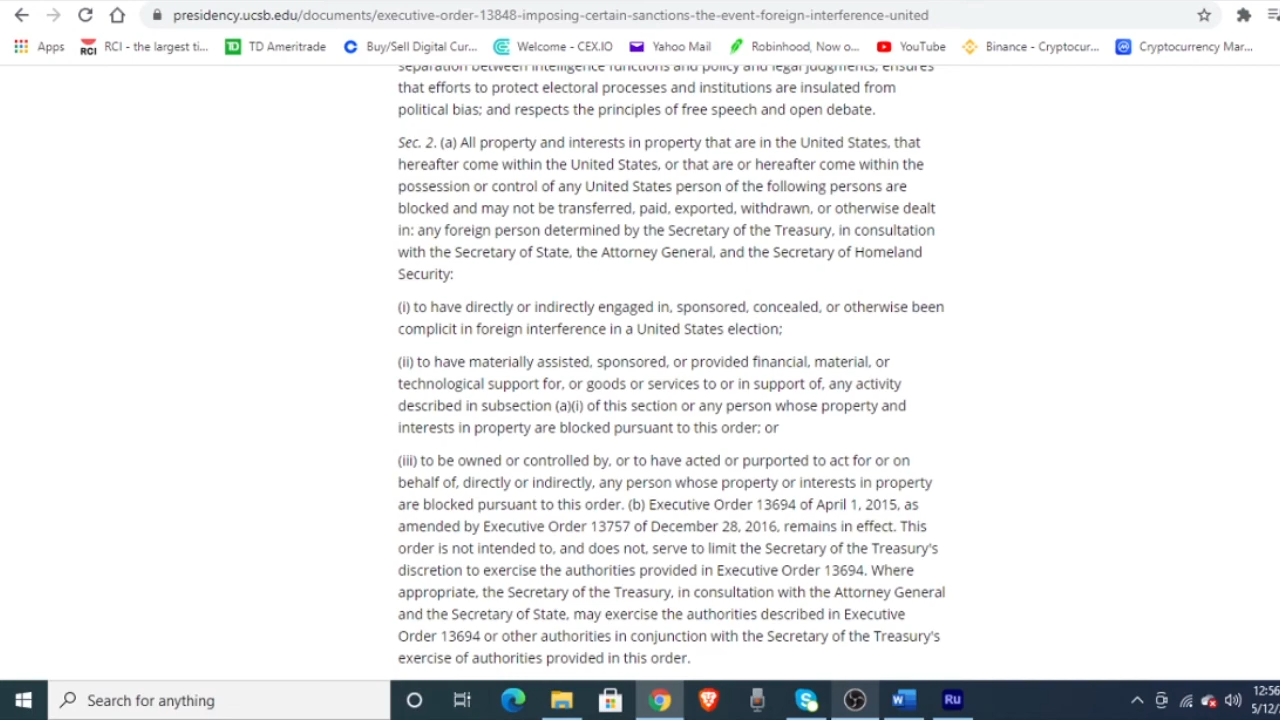 presidency.ucsb.edu/documents/executive-order-13848-imposing-certain-sanctions-the-event-foreign-interference-united
Apps RCI RCI - the largest ti... TD TD Ameritrade Buy/Sell Digital Cur... Welcome - CEX.IO Yahoo Mail Robinhood, Now o... YouTube Binance - Cryptocur... Cryptocurrency Mar...
separation between intelligence functions and policy and legal judgments; ensures
that efforts to protect electoral processes and institutions are insulated from
political bias; and respects the principles of free speech and open debate.
Sec. 2. (a) All property and interests in property that are in the United States, that
hereafter come within the United States, or that are or hereafter come within the
possession or control of any United States person of the following persons are
blocked and may not be transferred, paid, exported, withdrawn, or otherwise dealt
in: any foreign person determined by the Secretary of the Treasury, in consultation
with the Secretary of State, the Attorney General, and the Secretary of Homeland
Security:
(i) to have directly or indirectly engaged in, sponsored, concealed, or otherwise been
complicit in foreign interference in a United States election;
(ii) to have materially assisted, sponsored, or provided financial, material, or
technological support for, or goods or services to or in support of, any activity
described in subsection (a)(i) of this section or any person whose property and
interests in property are blocked pursuant to this order; or
(iii) to be owned or controlled by, or to have acted or purported to act for or on
behalf of, directly or indirectly, any person whose property or interests in property
are blocked pursuant to this order. (b) Executive Order 13694 of April 1, 2015, as
amended by Executive Order 13757 of December 28, 2016, remains in effect. This
order is not intended to, and does not, serve to limit the Secretary of the Treasury's
discretion to exercise the authorities provided in Executive Order 13694. Where
appropriate, the Secretary of the Treasury, in consultation with the Attorney General
and the Secretary of State, may exercise the authorities described in Executive
Order 13694 or other authorities in conjunction with the Secretary of the Treasury's
exercise of authorities provided in this order.
Search for anything Ru 12:56
5/12/